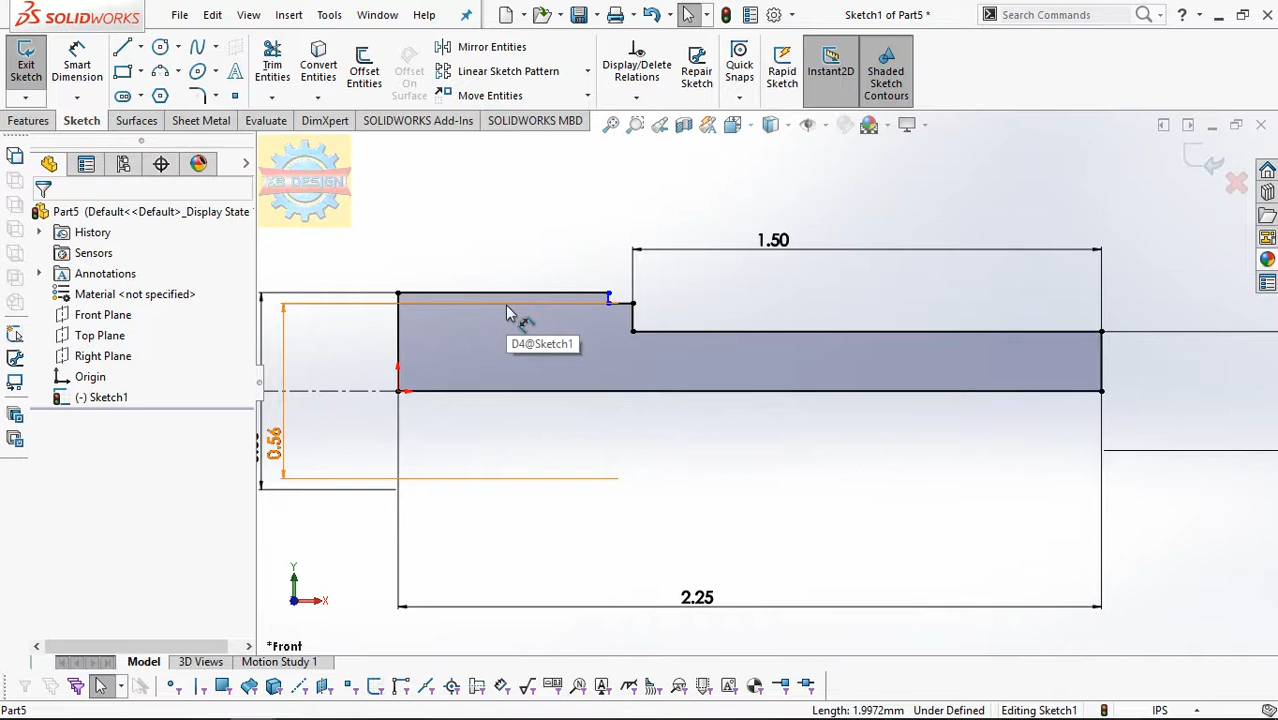 SOLIDWORKS
File Edit View Insert Tools Window Help
Sketch1 of Part5 *
Search Commands
?
Exit Sketch
Smart Dimension
Trim Entities
Convert Entities
Offset Entities
Offset On Surface
Mirror Entities
Linear Sketch Pattern
Move Entities
Display/Delete Relations
Repair Sketch
Quick Snaps
Rapid Sketch
Instant2D
Shaded Sketch Contours
Features Sketch Surfaces Sheet Metal Evaluate DimXpert SOLIDWORKS Add-Ins SOLIDWORKS MBD
Part5 (Default<<Default>_Display State
History
Sensors
Annotations
Material <not specified>
Front Plane
Top Plane
Right Plane
Origin
(-) Sketch1
DESIGN
1.50
D4@Sketch1
0.56
2.25
Y
X
*Front
Model 3D Views Motion Study 1
Part5 Length: 1.9972mm Under Defined Editing Sketch1 IPS